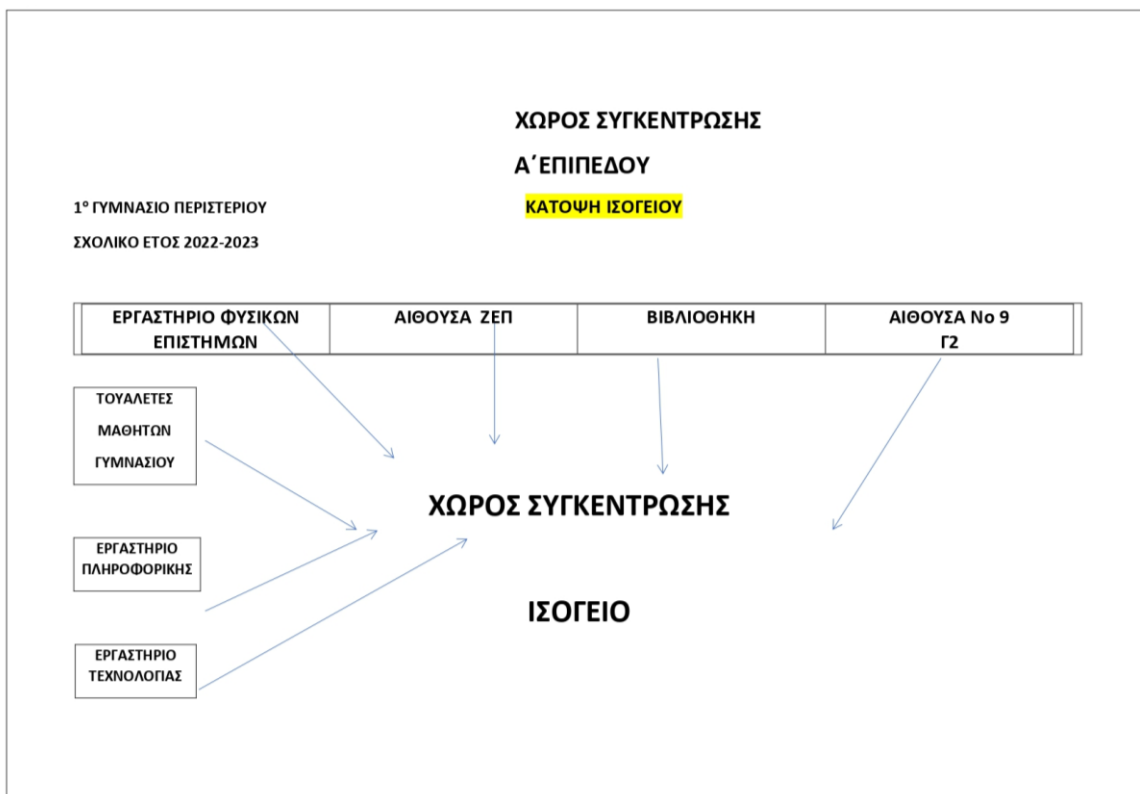 ΧΩΡΟΣ ΣΥΓΚΕΝΤΡΩΣΗΣ
Α΄ΕΠΙΠΕΔΟΥ
1º ΓΥΜΝΑΣΙΟ ΠΕΡΙΣΤΕΡΙΟΥ
ΚΑΤΟΨΗ ΙΣΟΓΕΙΟΥ
ΣΧΟΛΙΚΟ ΕΤΟΣ 2022-2023
ΕΡΓΑΣΤΗΡΙΟ ΦΥΣΙΚΩΝ
ΕΠΙΣΤΗΜΩΝ
ΑΙΘΟΥΣΑ ΖΕΠ
ΒΙΒΛΙΟΘΗΚΗ
ΑΙΘΟΥΣΑ Νο 9
Γ2
ΤΟΥΑΛΕΤΕΣ
ΜΑΘΗΤΩΝ
ΓΥΜΝΑΣΙΟΥ
ΧΩΡΟΣ ΣΥΓΚΕΝΤΡΩΣΗΣ
ΕΡΓΑΣΤΗΡΙΟ
ΠΛΗΡΟΦΟΡΙΚΗΣ
ΙΣΟΓΕΙΟ
ΕΡΓΑΣΤΗΡΙΟ
ΤΕΧΝΟΛΟΓΙΑΣ